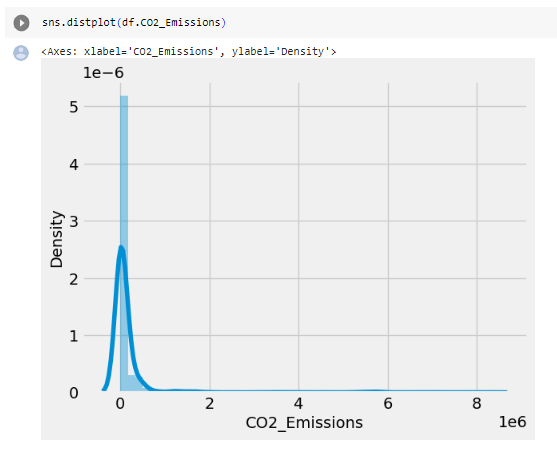 sns.distplot(df.CO2_Emissions)
<Axes: xlabel='CO2_Emissions', ylabel='Density'>
1e−6
5
4
3
2
1
0
Density
0 2 4 6 8
1e6
CO2_Emissions